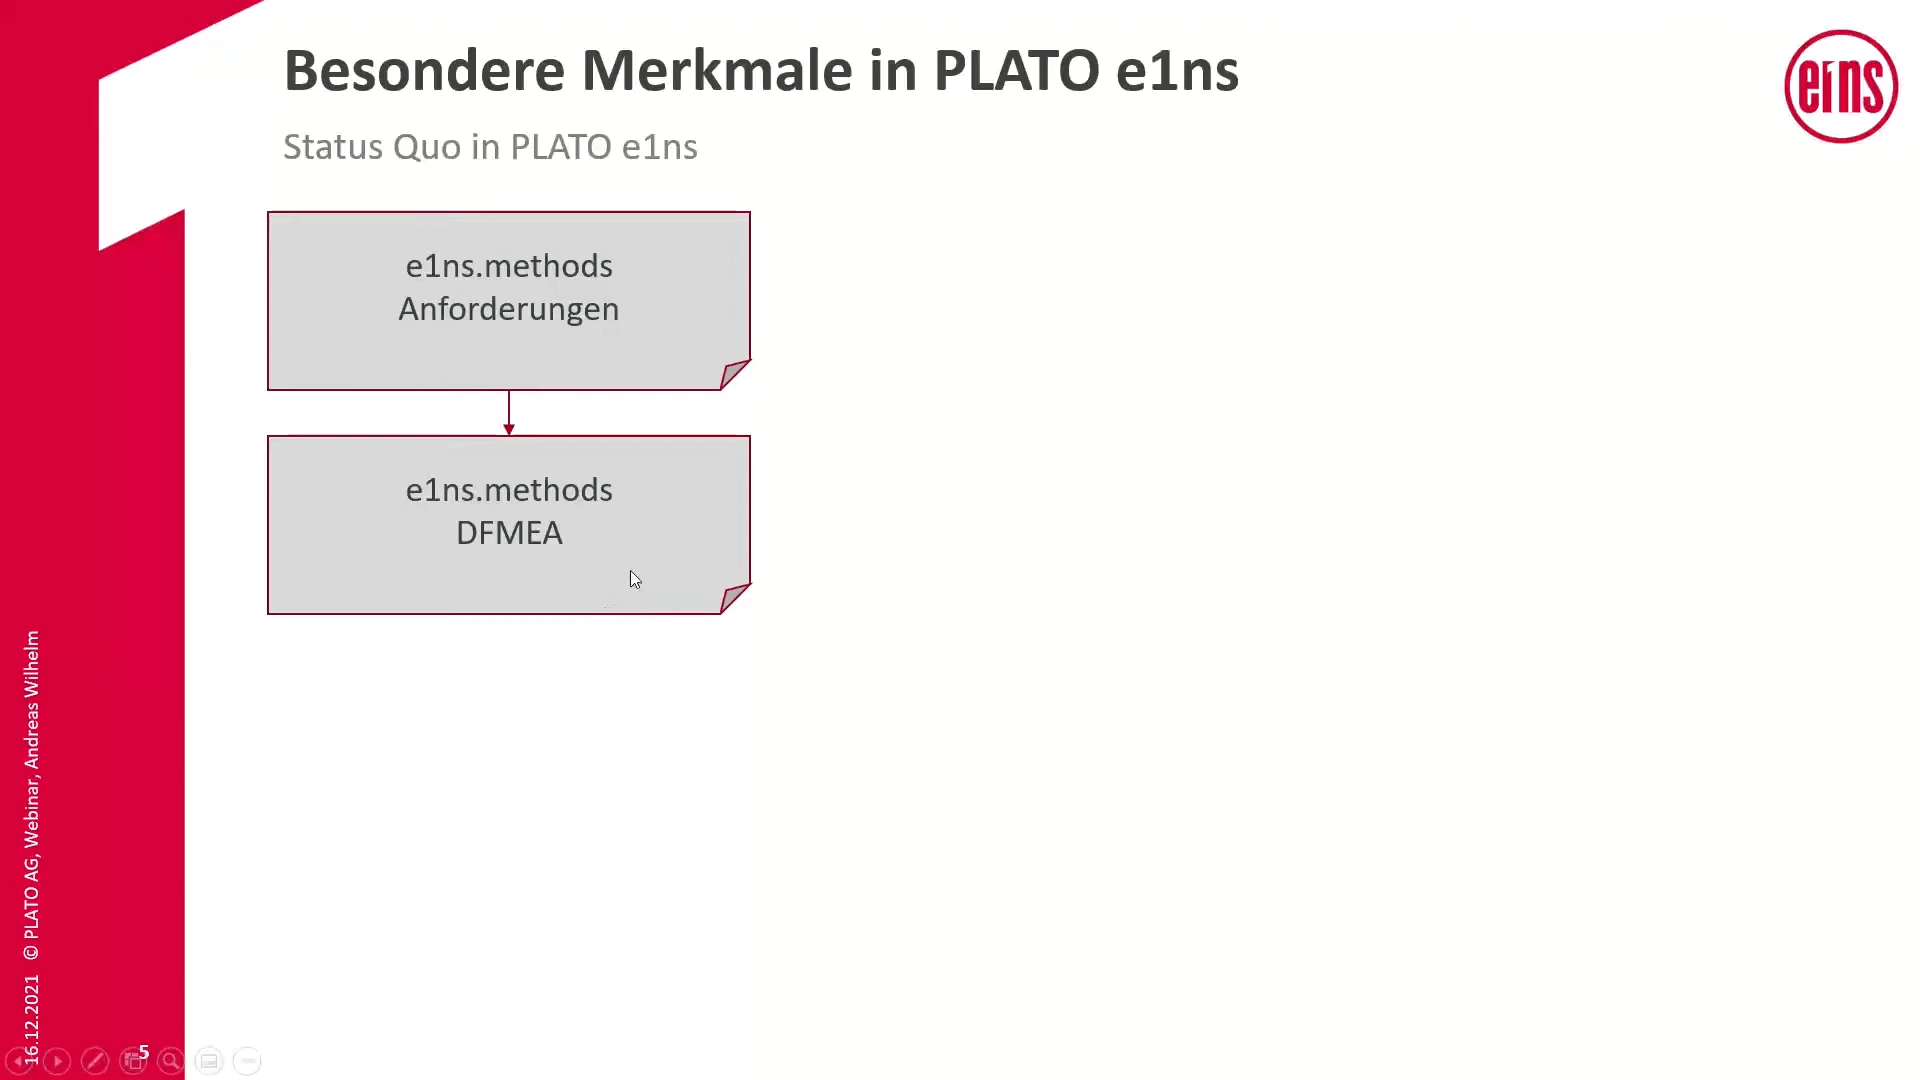 Besondere Merkmale in PLATO e1ns
Status Quo in PLATO e1ns
e1ns
e1ns.methods
Anforderungen
e1ns.methods
DFMEA
16.12.2021 © PLATO AG, Webinar, Andreas Wilhelm
5